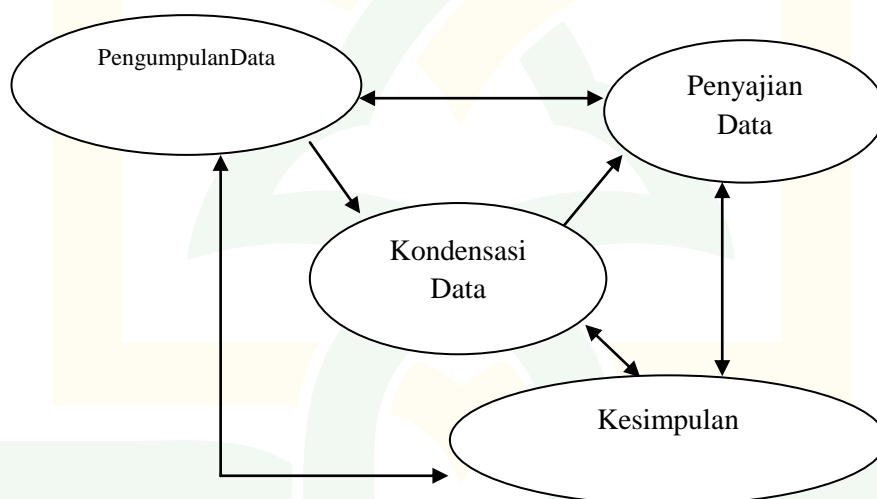 PengumpulanData
Penyajian
Data
Kondensasi
Data
Kesimpulan